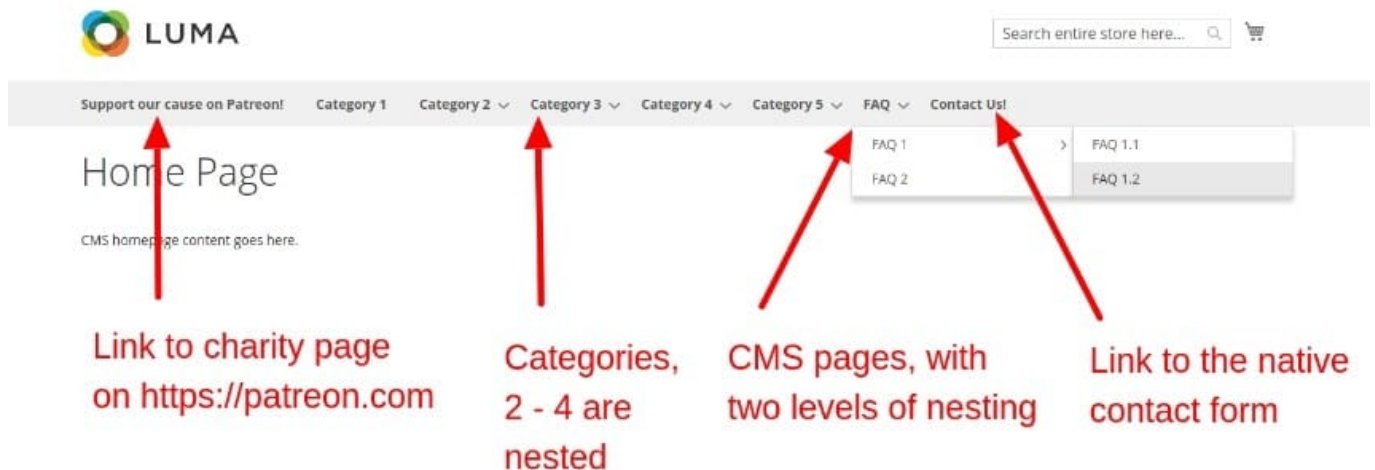 LUMA
Search entire store here...
Support our cause on Patreon! Category 1 Category 2 Category 3 Category 4 Category 5 FAQ Contact Us!
FAQ 1 FAQ 1.1
FAQ 2 FAQ 1.2
Home Page
CMS homepage content goes here.
Link to charity page
on https://patreon.com
Categories,
2 - 4 are
nested
CMS pages, with
two levels of nesting
Link to the native
contact form